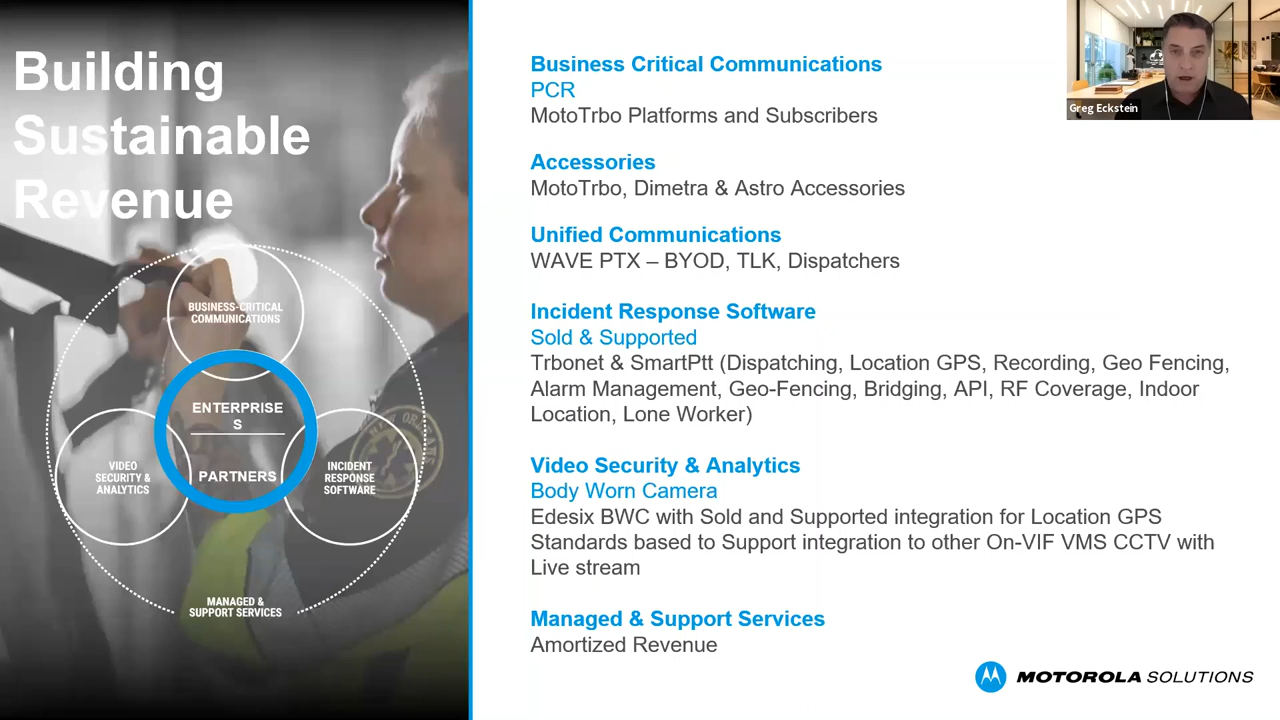 Building
Sustainable
Revenue
BUSINESS-CRITICAL
COMMUNICATIONS
ENTERPRISE
S
PARTNERS
VIDEO
SECURITY &
ANALYTICS
INCIDENT
RESPONSE
SOFTWARE
MANAGED &
SUPPORT SERVICES
Business Critical Communications
PCR
MotoTrbo Platforms and Subscribers
Accessories
MotoTrbo, Dimetra & Astro Accessories
Unified Communications
WAVE PTX – BYOD, TLK, Dispatchers
Incident Response Software
Sold & Supported
Trbonet & SmartPtt (Dispatching, Location GPS, Recording, Geo Fencing,
Alarm Management, Geo-Fencing, Bridging, API, RF Coverage, Indoor
Location, Lone Worker)
Video Security & Analytics
Body Worn Camera
Edesix BWC with Sold and Supported integration for Location GPS
Standards based to Support integration to other On-VIF VMS CCTV with
Live stream
Managed & Support Services
Amortized Revenue
MOTOROLA SOLUTIONS
Greg Eckstein